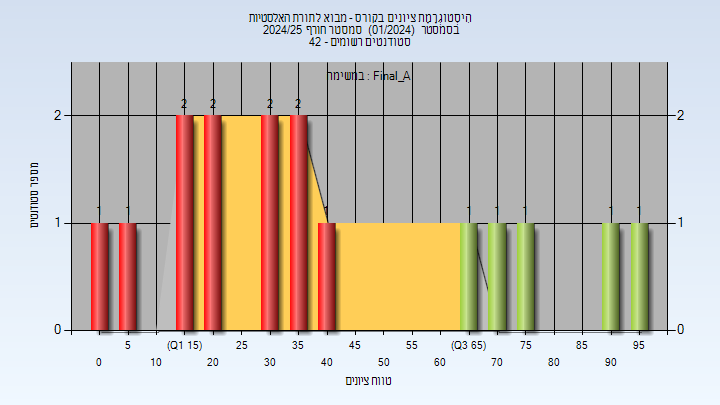 היסטוגרמת ציונים בקורס - מבוא לתורת האלסטיות
בסמסטר (01/2024) סמסטר חורף 2024/25
סטודנטים רשומים - 42
במשימה : Final_A
מספר סטודנטים
2 2 2 2
1 1 1 1 1 1 1 1
2 2
1 1
0 0
5 (Q1 15) 25 35 45 55 (Q3 65) 75 85 95
0 10 20 30 40 50 60 70 80 90
טווח ציונים